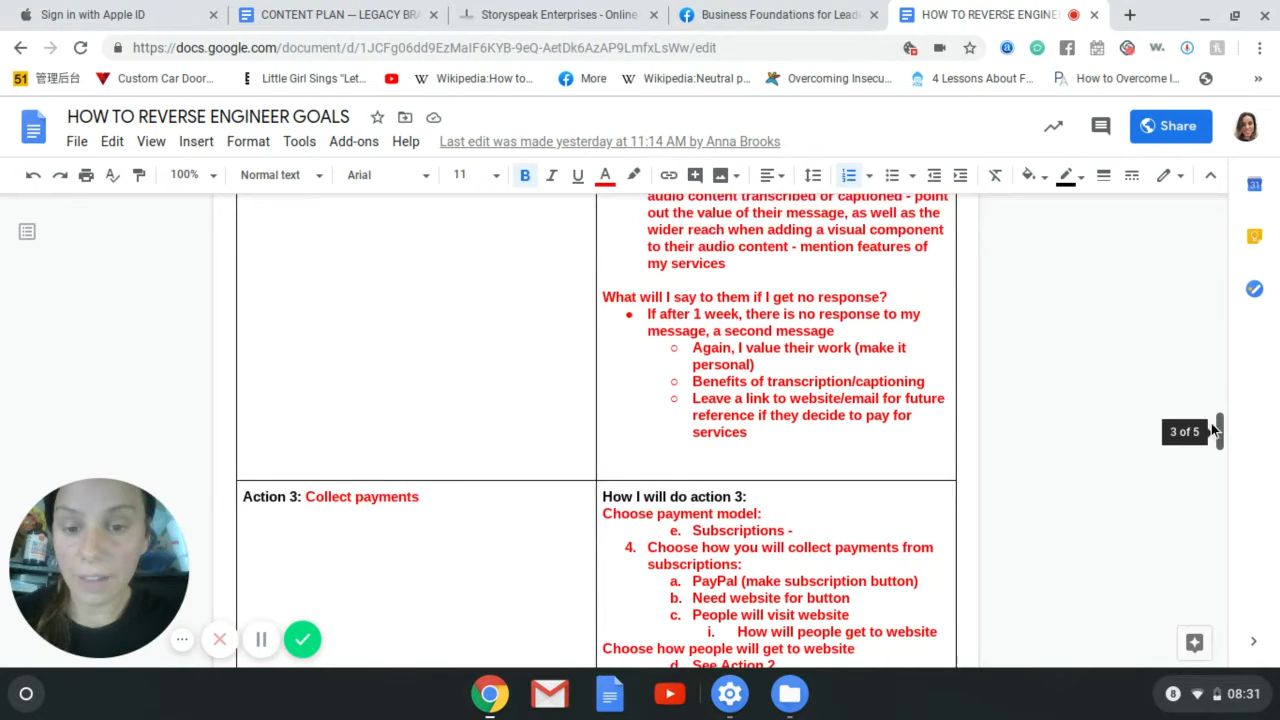 Sign in with Apple ID
CONTENT PLAN — LEGACY BRA
Storyspeak Enterprises - Online
Business Foundations for Lead
HOW TO REVERSE ENGINE
https://docs.google.com/document/d/1JCFg06dd9EzMaIF6KYB-9eQ-AetDk6AzAP9LmfxLsWw/edit
51 管理后台
Custom Car Door...
Little Girl Sings "Let...
Wikipedia:How to...
More
Wikipedia:Neutral p...
Overcoming Insecu...
4 Lessons About F...
How to Overcome I...
HOW TO REVERSE ENGINEER GOALS
File Edit View Insert Format Tools Add-ons Help Last edit was made yesterday at 11:14 AM by Anna Brooks
Share
100% Normal text Arial 11 B I U A
audio content transcribed or captioned - point
out the value of their message, as well as the
wider reach when adding a visual component
to their audio content - mention features of
my services
What will I say to them if I get no response?
● If after 1 week, there is no response to my
message, a second message
○ Again, I value their work (make it
personal)
○ Benefits of transcription/captioning
○ Leave a link to website/email for future
reference if they decide to pay for
services
3 of 5
Action 3: Collect payments
How I will do action 3:
Choose payment model:
e. Subscriptions -
4. Choose how you will collect payments from
subscriptions:
a. PayPal (make subscription button)
b. Need website for button
c. People will visit website
i. How will people get to website
Choose how people will get to website
d. See Action 2
8 08:31